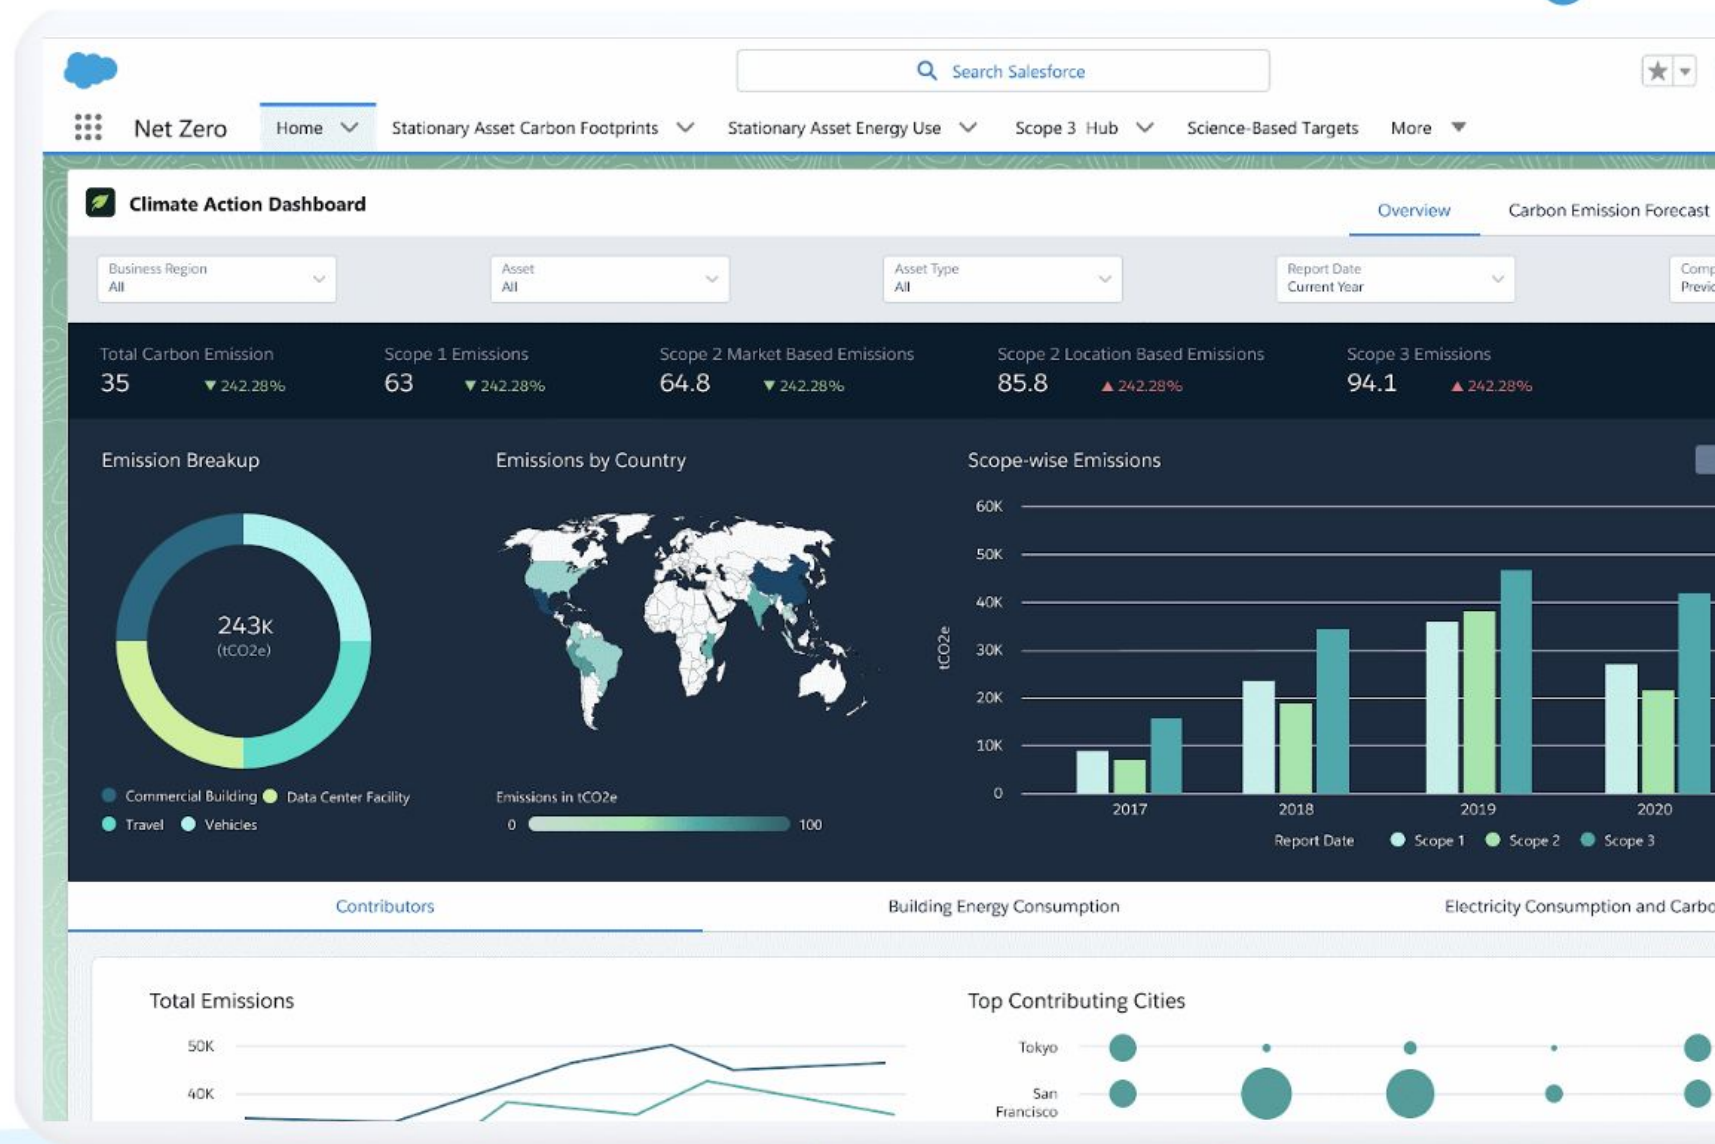 Search Salesforce
Net Zero Home Stationary Asset Carbon Footprints Stationary Asset Energy Use Scope 3 Hub Science-Based Targets More
Climate Action Dashboard
Overview Carbon Emission Forecast
Business Region
All
Asset
All
Asset Type
All
Report Date
Current Year
Comp
Previo
Total Carbon Emission
35 ▼242.28%
Scope 1 Emissions
63 ▼242.28%
Scope 2 Market Based Emissions
64.8 ▼242.28%
Scope 2 Location Based Emissions
85.8 ▲242.28%
Scope 3 Emissions
94.1 ▲242.28%
Emission Breakup
243K
(tCO2e)
Commercial Building Data Center Facility
Travel Vehicles
Emissions by Country
Emissions in tCO2e
0 100
Scope-wise Emissions
tCO2e
60K
50K
40K
30K
20K
10K
0
2017 2018 2019 2020
Report Date Scope 1 Scope 2 Scope 3
Contributors Building Energy Consumption Electricity Consumption and Carbo
Total Emissions
50K
40K
Top Contributing Cities
Tokyo
San
Francisco